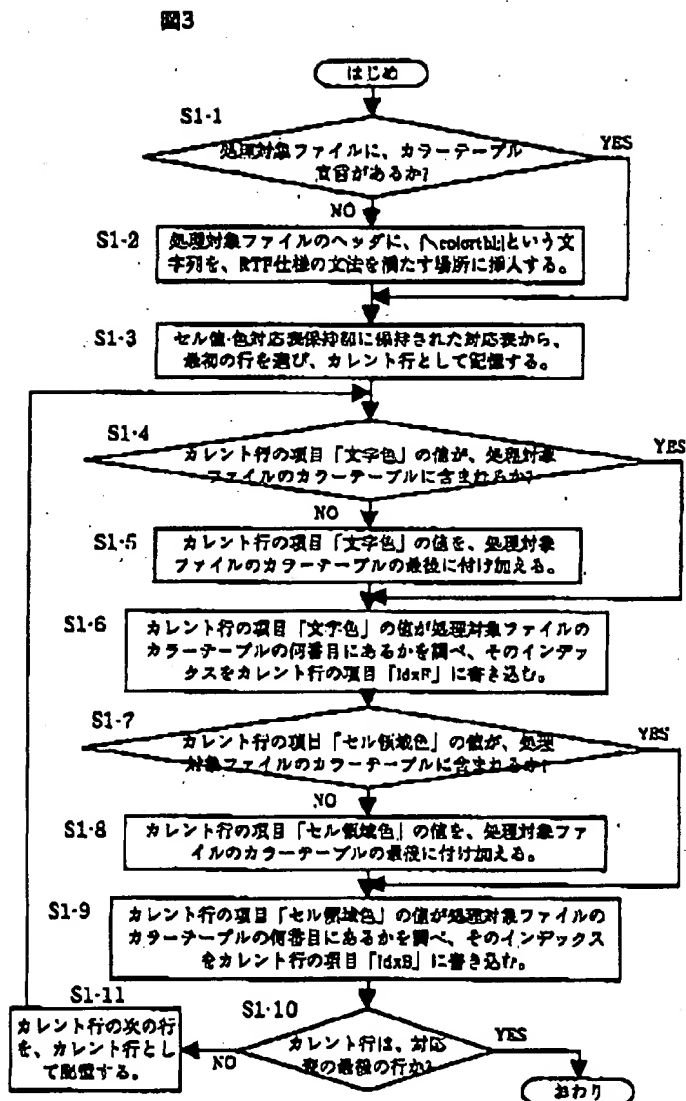 図3
はじめ
S1-1
処理対象ファイルに、カラーテーブル
宣言があるか?
YES
NO
S1-2
処理対象ファイルのヘッダに、{\colortbl;}という文
字列を、RTF仕様の文法を満たす場所に挿入する。
S1-3
セル値・色対応表保持部に保持された対応表から、
最初の行を選び、カレント行として記憶する。
S1-4
カレント行の項目「文字色」の値が、処理対象
ファイルのカラーテーブルに含まれるか?
YES
NO
S1-5
カレント行の項目「文字色」の値を、処理対象
ファイルのカラーテーブルの最後に付け加える。
S1-6
カレント行の項目「文字色」の値が処理対象ファイルの
カラーテーブルの何番目にあるかを調べ、そのインデッ
クスをカレント行の項目「IdxF」に書き込む。
S1-7
カレント行の項目「セル領域色」の値が、処理
対象ファイルのカラーテーブルに含まれるか?
YES
NO
S1-8
カレント行の項目「セル領域色」の値を、処理対象ファ
イルのカラーテーブルの最後に付け加える。
S1-9
カレント行の項目「セル領域色」の値が処理対象ファイルの
カラーテーブルの何番目にあるかを調べ、そのインデックス
をカレント行の項目「IdxB」に書き込む。
S1-11
カレント行の次の行
を、カレント行とし
て記憶する。
S1-10
カレント行は、対応
表の最後の行か?
NO
YES
おわり